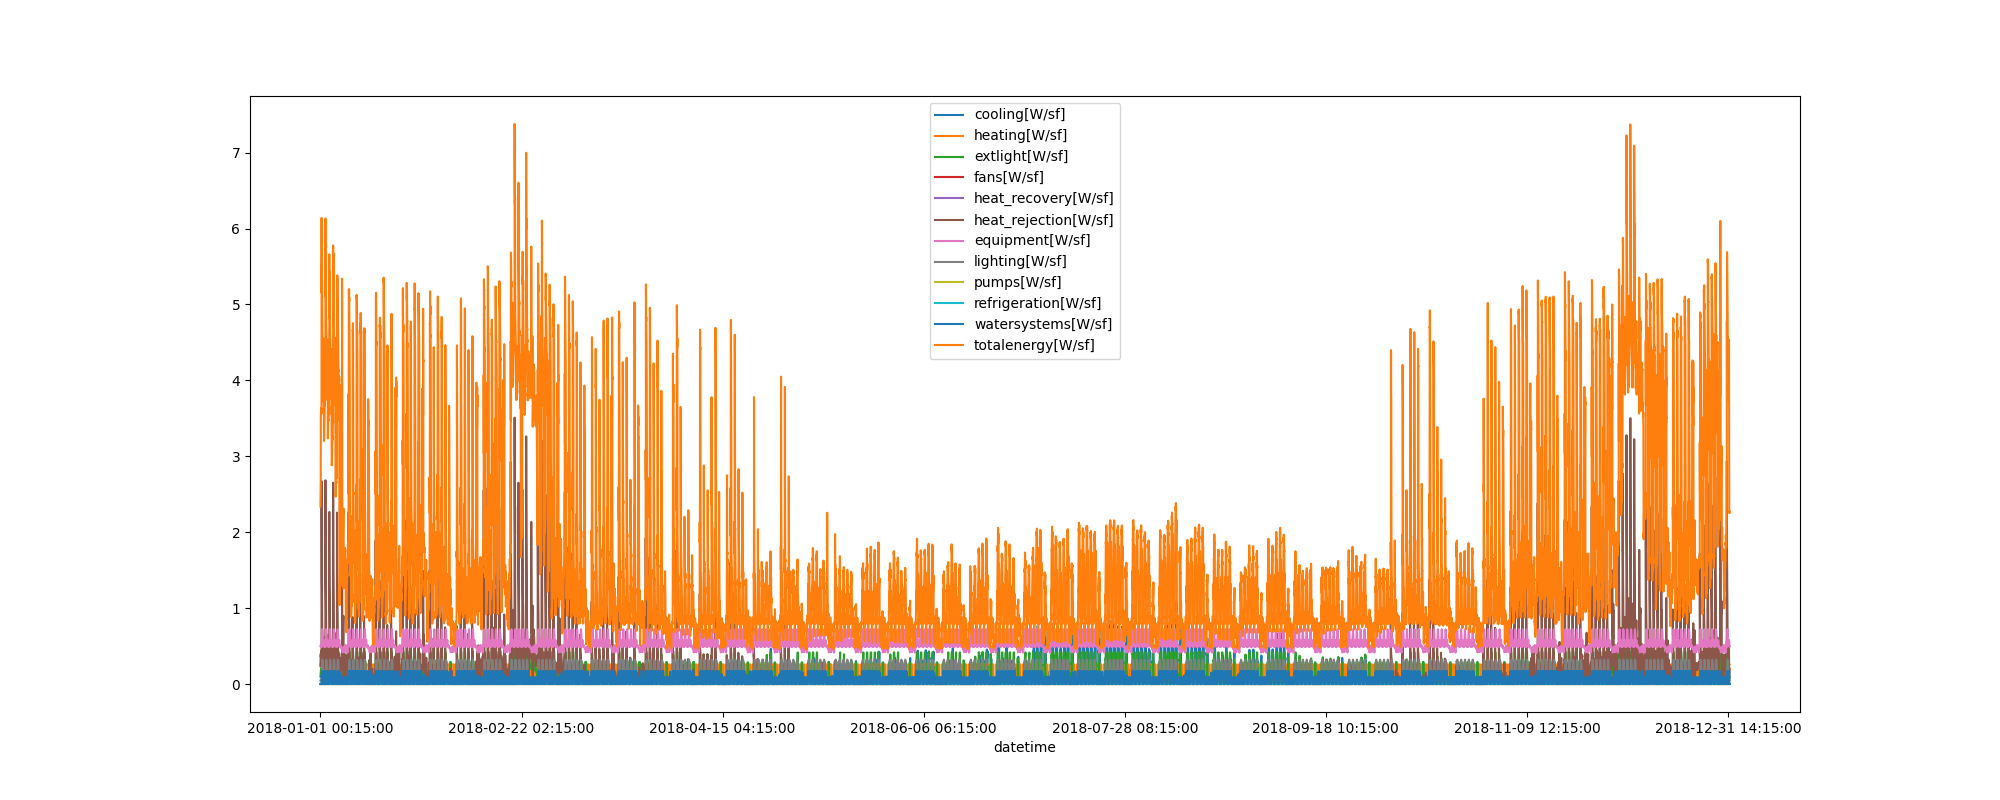 cooling[W/sf]
heating[W/sf]
extlight[W/sf]
fans[W/sf]
heat_recovery[W/sf]
heat_rejection[W/sf]
equipment[W/sf]
lighting[W/sf]
pumps[W/sf]
refrigeration[W/sf]
watersystems[W/sf]
totalenergy[W/sf]
7
6
5
4
3
2
1
0
2018-01-01 00:15:00 2018-02-22 02:15:00 2018-04-15 04:15:00 2018-06-06 06:15:00 2018-07-28 08:15:00 2018-09-18 10:15:00 2018-11-09 12:15:00 2018-12-31 14:15:00
datetime